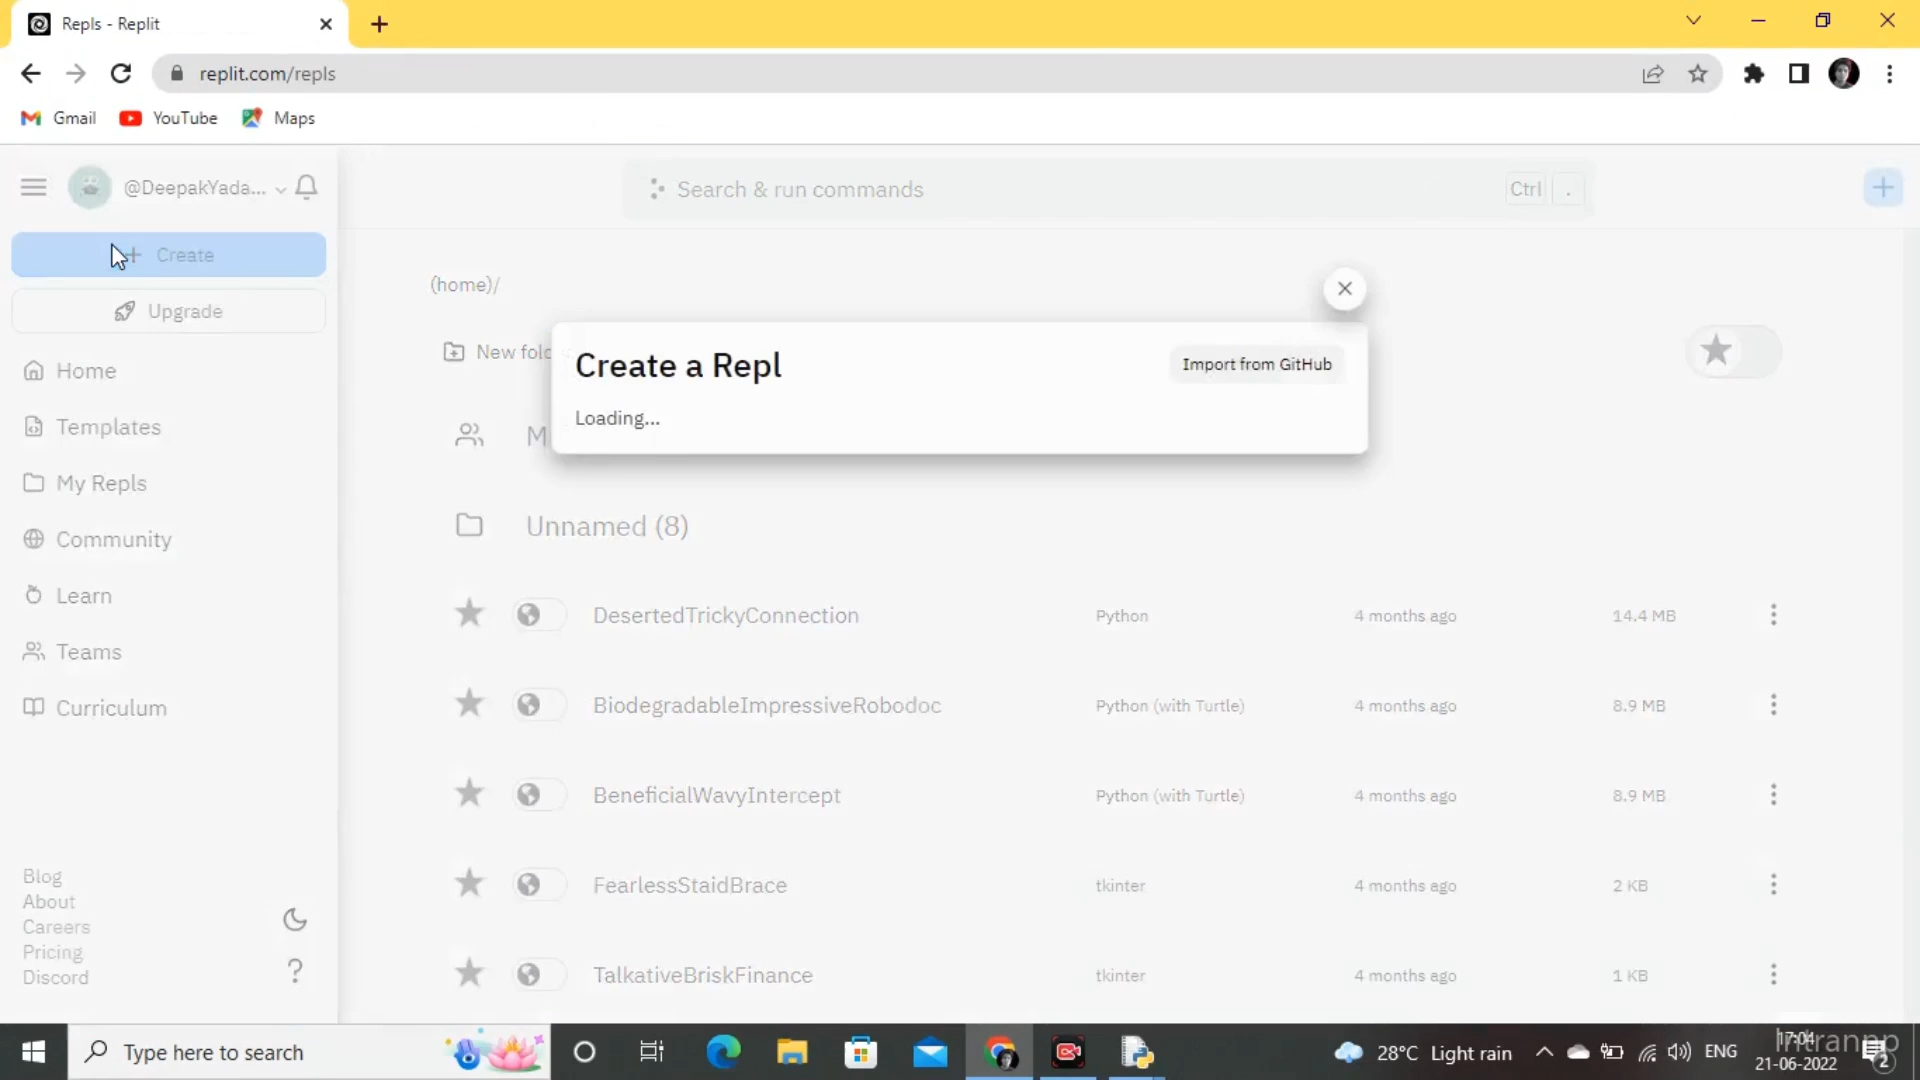 Repls - Replit
replit.com/repls
Gmail
YouTube
Maps
@DeepakYada...
Search & run commands
Ctrl
.
Create
Upgrade
Home
Templates
My Repls
Community
Learn
Teams
Curriculum
Blog
About
Careers
Pricing
Discord
?
(home)/
New fol
Create a Repl
Import from GitHub
Loading...
M
Unnamed (8)
DesertedTrickyConnection Python 4 months ago 14.4 MB
BiodegradableImpressiveRobodoc Python (with Turtle) 4 months ago 8.9 MB
BeneficialWavyIntercept Python (with Turtle) 4 months ago 8.9 MB
FearlessStaidBrace tkinter 4 months ago 2 KB
TalkativeBriskFinance tkinter 4 months ago 1 KB
Type here to search
28°C Light rain
ENG
17:04
21-06-2022
2